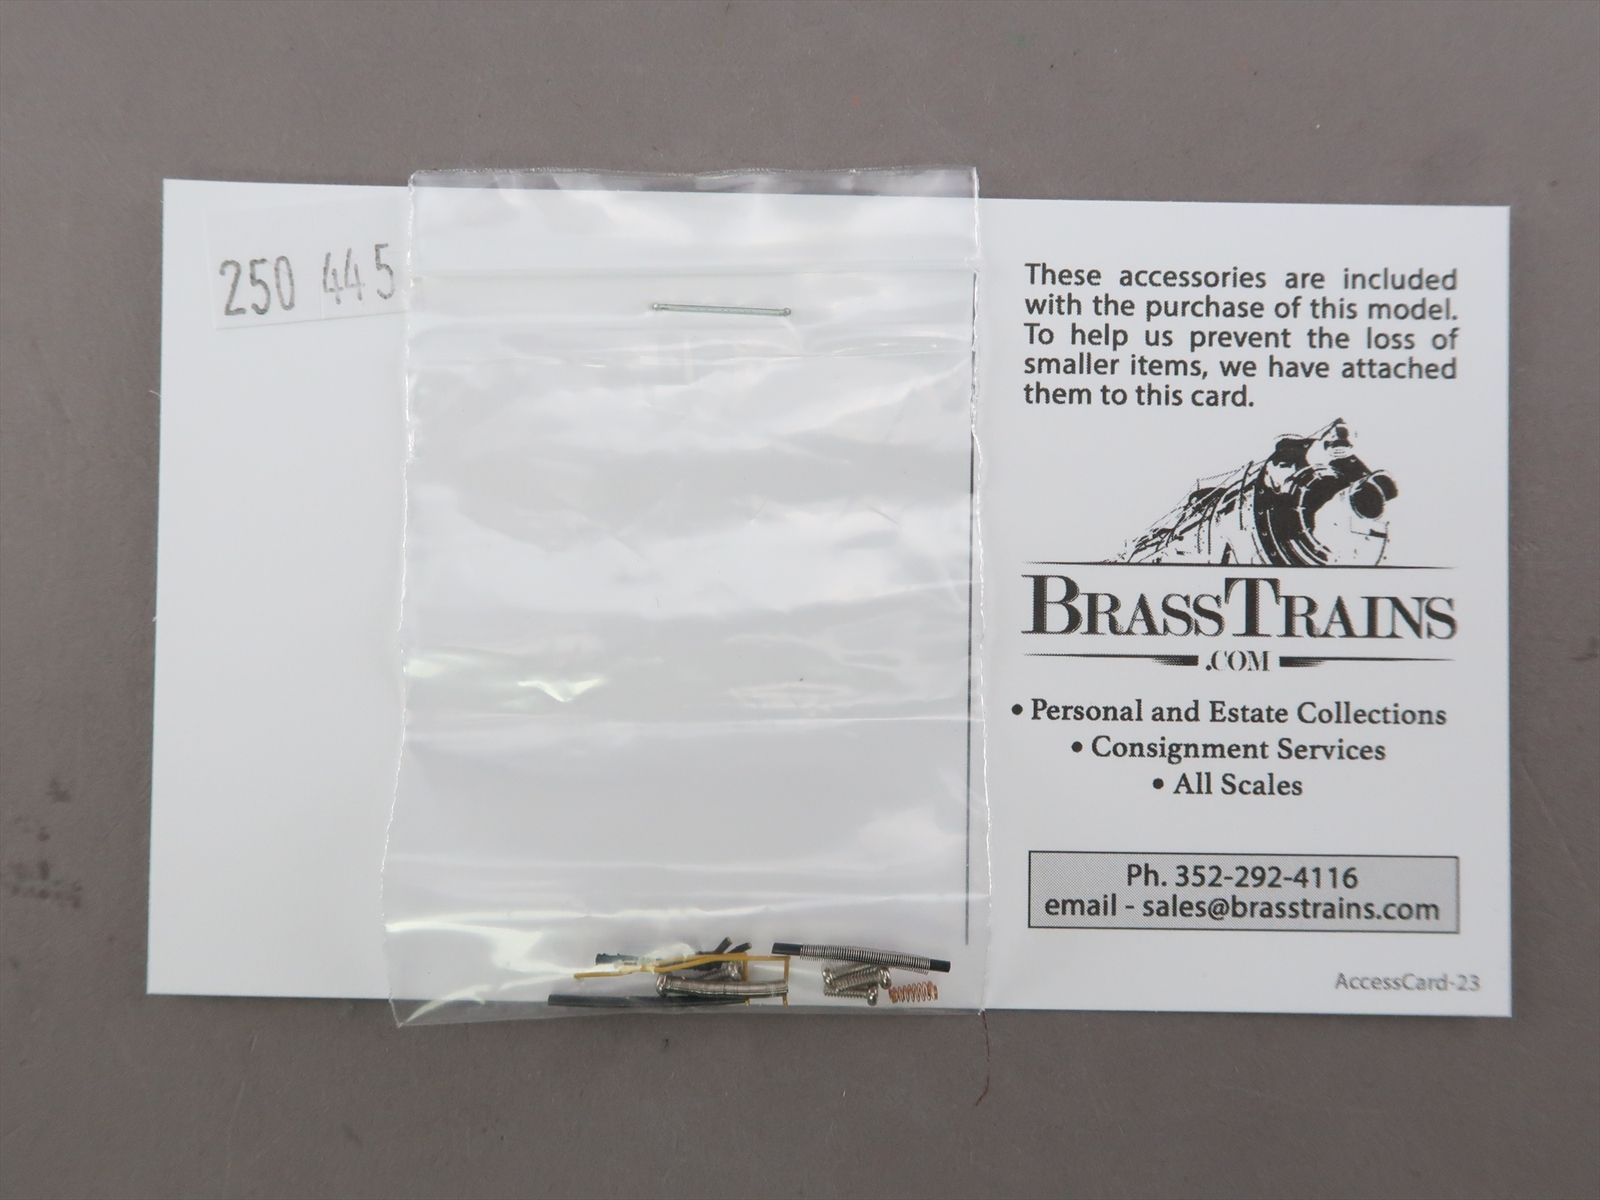 250 445
These accessories are included
with the purchase of this model.
To help us prevent the loss of
smaller items, we have attached
them to this card.
BRASSTRAINS
.COM
• Personal and Estate Collections
• Consignment Services
• All Scales
Ph. 352-292-4116
email - sales@brasstrains.com
AccessCard-23